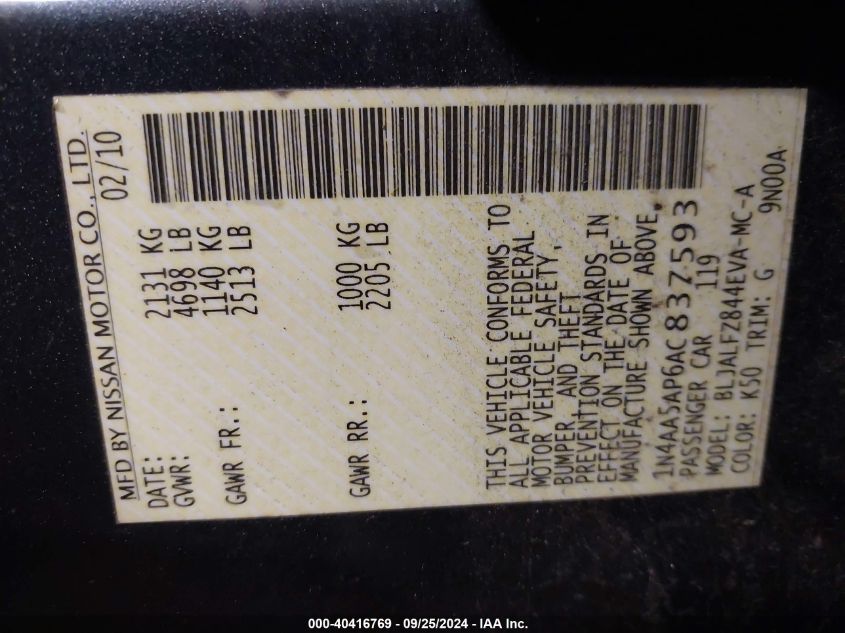 MFD BY NISSAN MOTOR CO., LTD.
DATE: 02/10
GVWR: 2131 KG
4698 LB
GAWR FR.: 1140 KG
2513 LB
GAWR RR.: 1000 KG
2205 LB
THIS VEHICLE CONFORMS TO
ALL APPLICABLE FEDERAL
MOTOR VEHICLE SAFETY,
BUMPER, AND THEFT
PREVENTION STANDARDS IN
EFFECT ON THE DATE OF
MANUFACTURE SHOWN ABOVE.
1N4AA5AP6AC837593
PASSENGER CAR 119
MODEL: BLJALFZ844EVA-MC-A
COLOR: K50 TRIM: G 9N00A
000-40416769 - 09/25/2024 - IAA Inc.